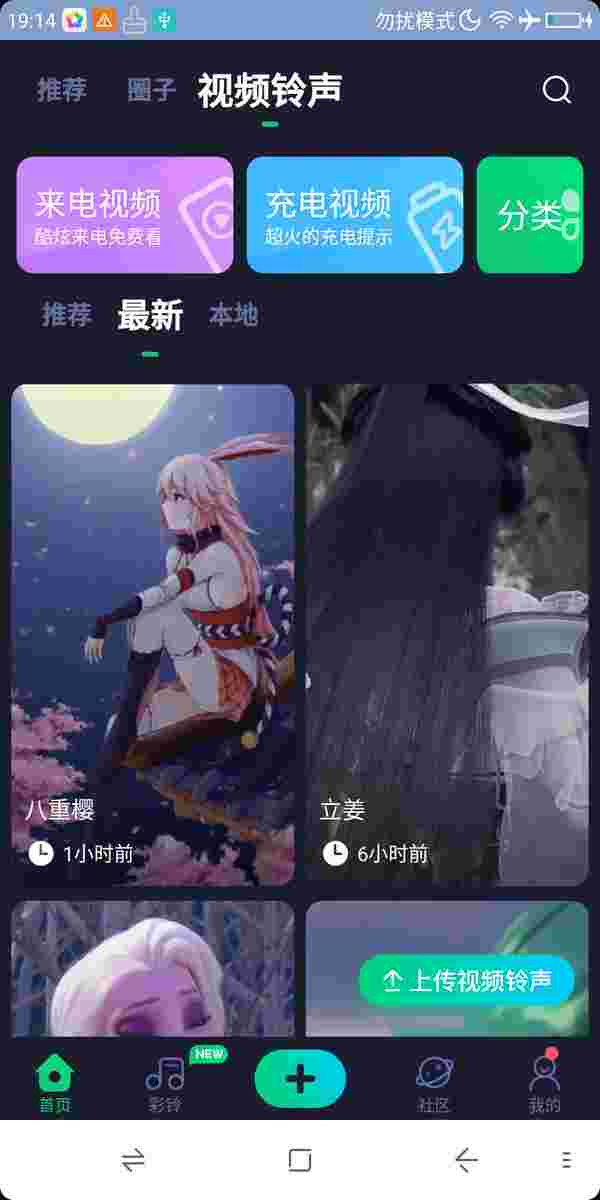 19:14 勿扰模式
推荐 圈子 视频铃声
来电视频
酷炫来电免费看
充电视频
超火的充电提示
分类
推荐 最新 本地
八重樱
1小时前
立姜
6小时前
上传视频铃声
NEW
首页 彩铃 社区 我的